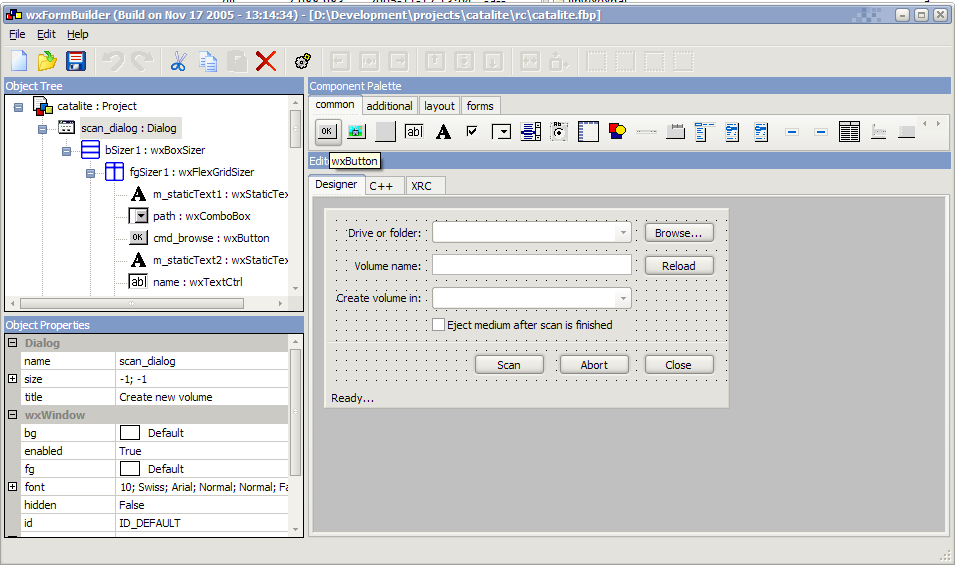 wxFormBuilder (Build on Nov 17 2005 - 13:14:34) - [D:\Development\projects\catalite\rc\catalite.fbp]
File Edit Help
Object Tree
catalite : Project
scan_dialog : Dialog
bSizer1 : wxBoxSizer
fgSizer1 : wxFlexGridSizer
m_staticText1 : wxStaticTex
path : wxComboBox
OK cmd_browse : wxButton
m_staticText2 : wxStaticTex
ab name : wxTextCtrl
Component Palette
common additional layout forms
OK ab A
wxButton
Edit
Designer C++ XRC
Drive or folder: Browse...
Volume name: Reload
Create volume in:
Eject medium after scan is finished
Scan Abort Close
Ready...
Object Properties
Dialog
name scan_dialog
size -1; -1
title Create new volume
wxWindow
bg Default
enabled True
fg Default
font 10; Swiss; Arial; Normal; Normal; Fa
hidden False
id ID_DEFAULT